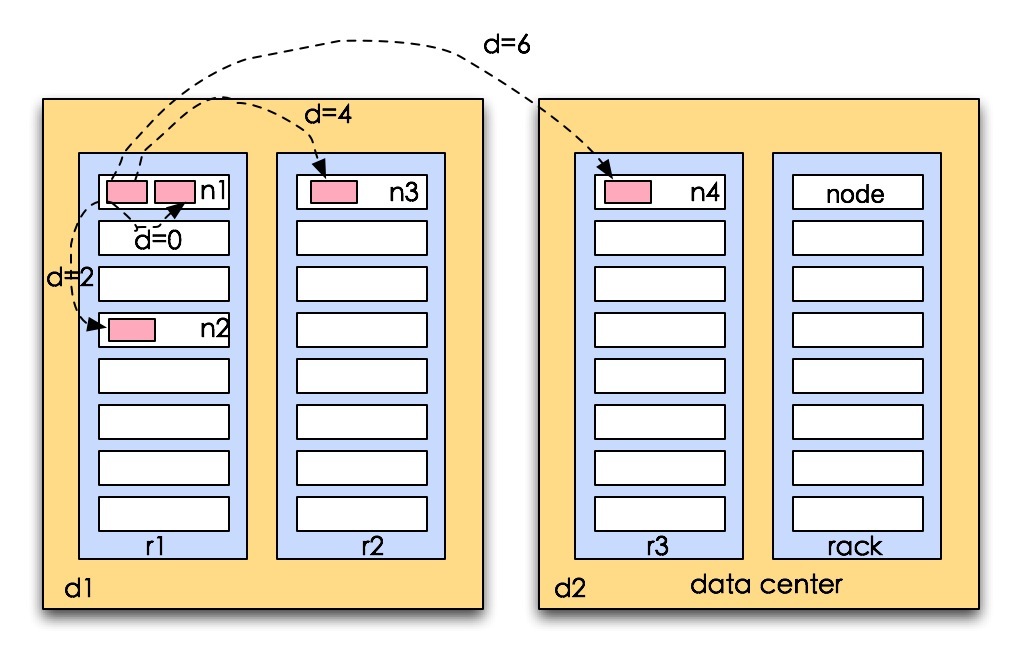 d=6
d=4
n1
n3
n4
node
d=0
d=2
n2
r1
r2
r3
rack
d1
d2
data center